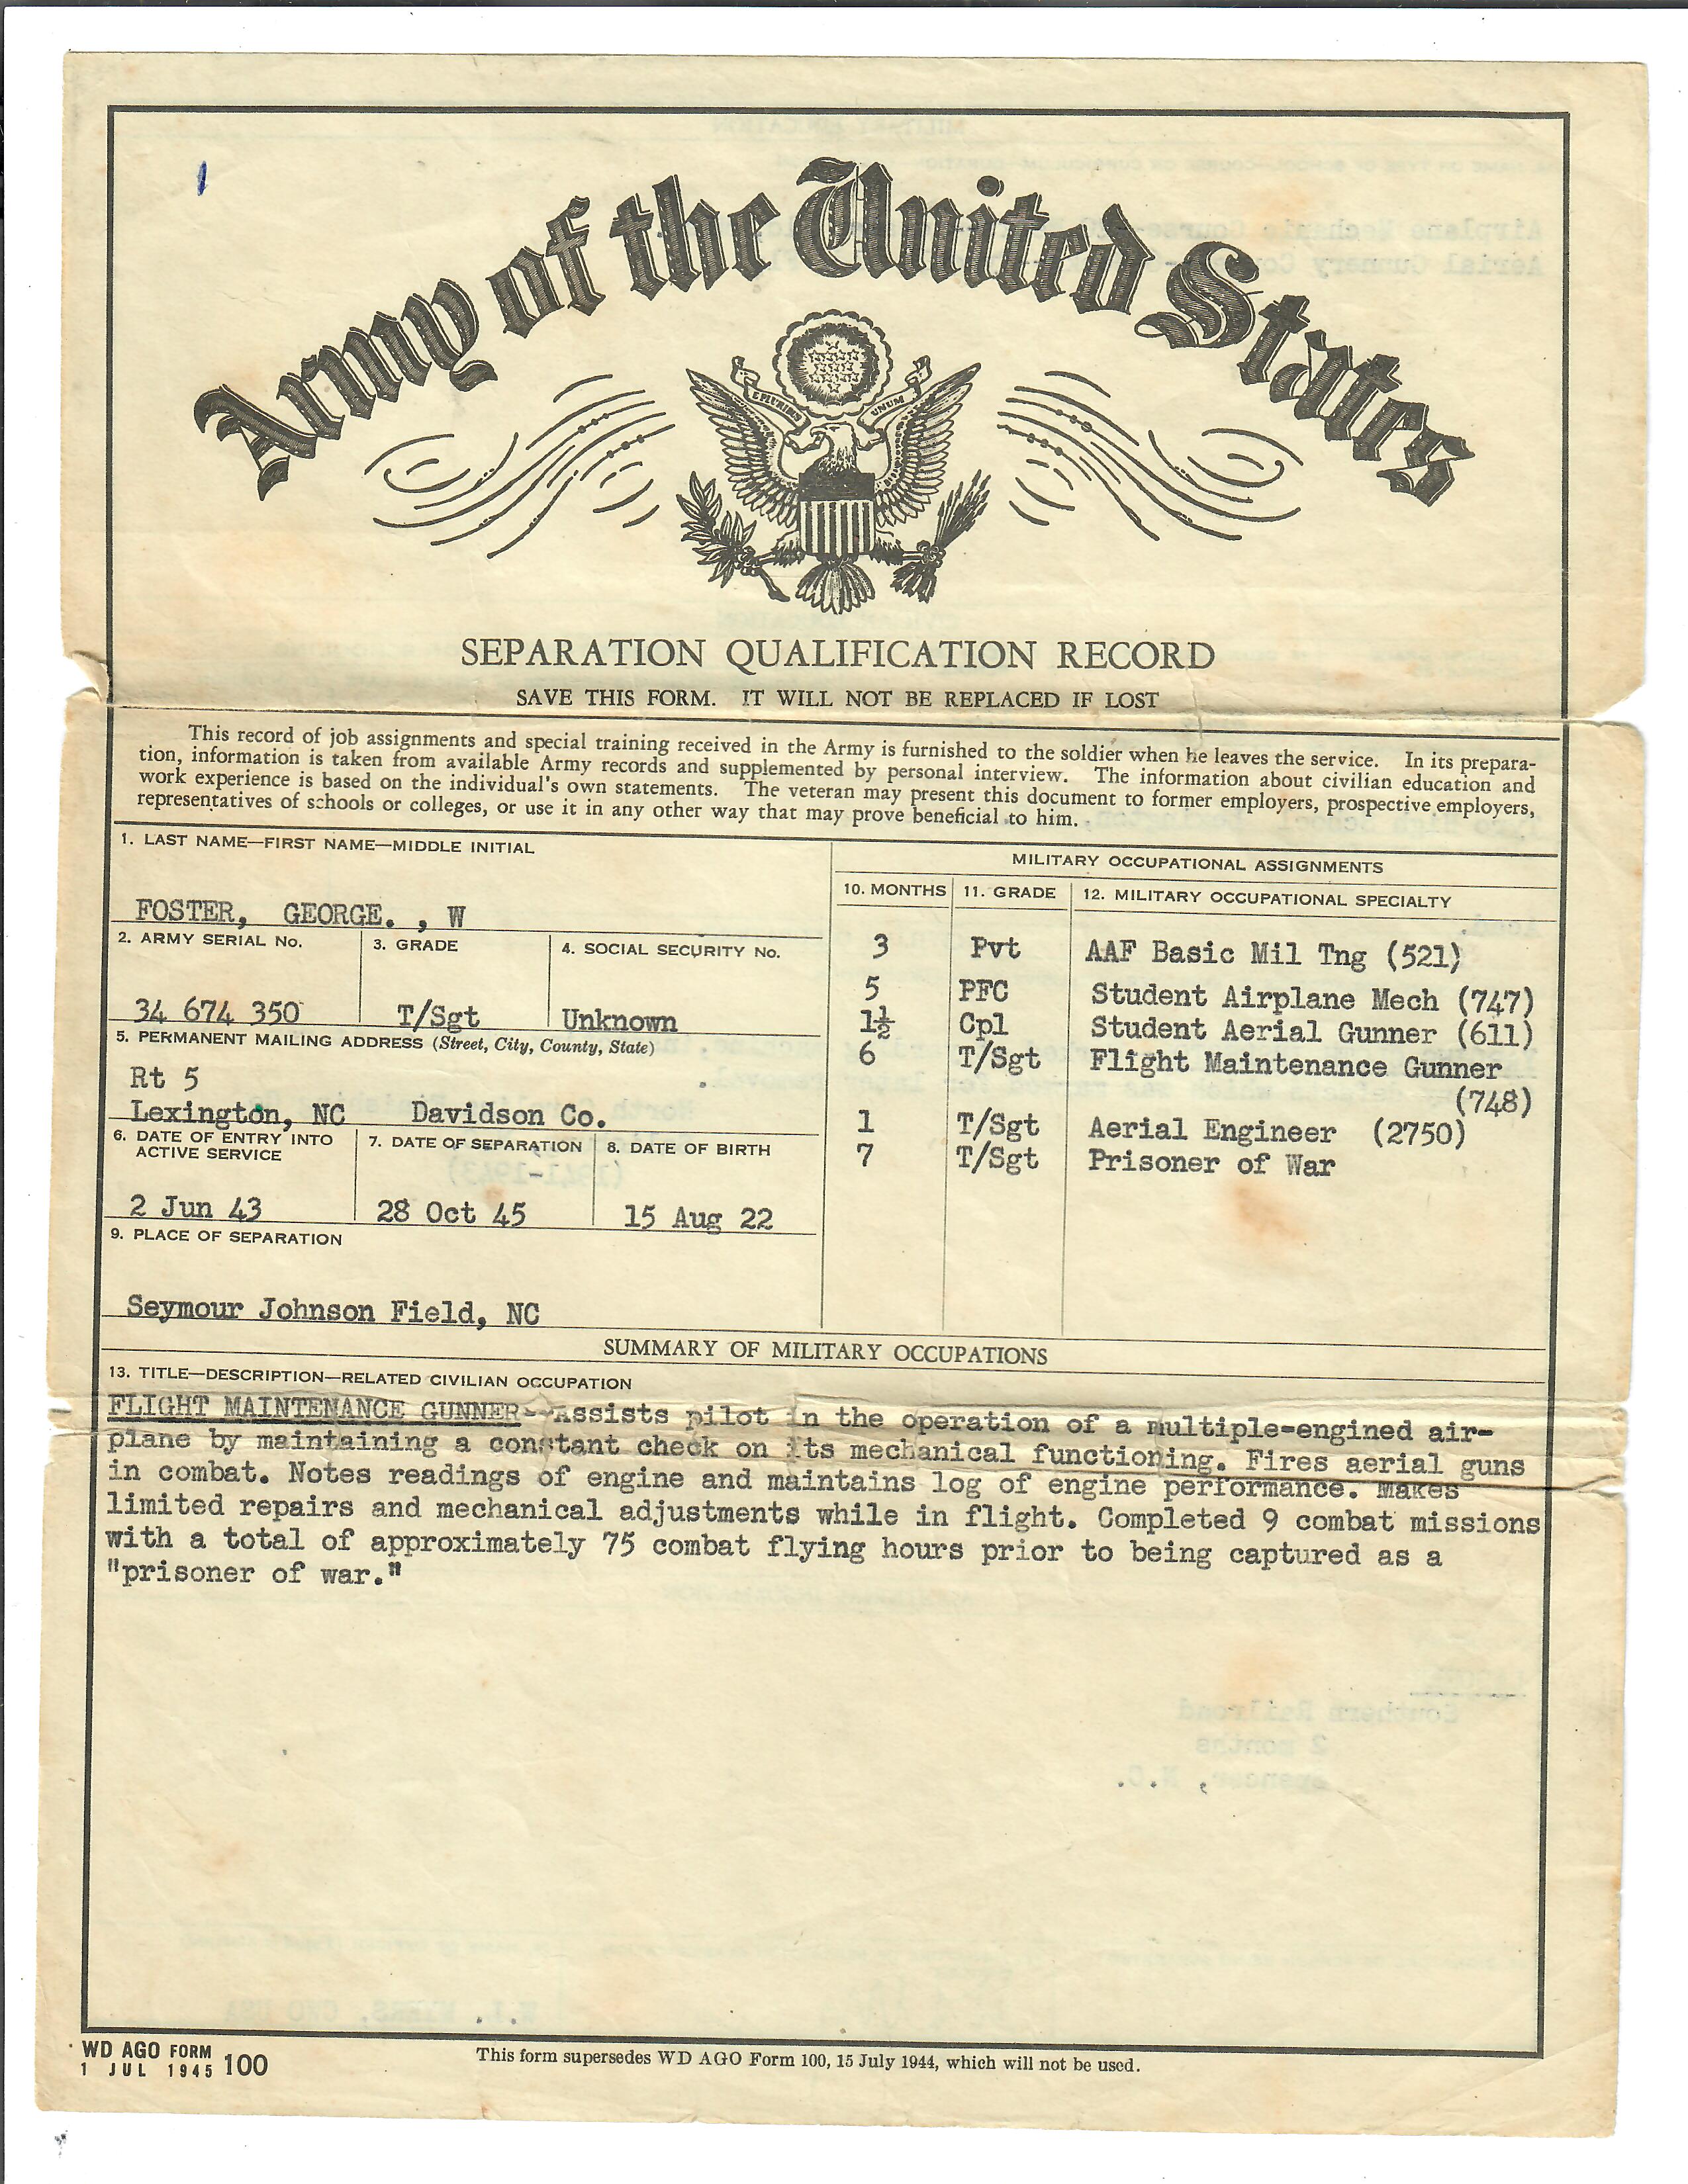 Army of the United States
E PLURIBUS UNUM
SEPARATION QUALIFICATION RECORD
SAVE THIS FORM. IT WILL NOT BE REPLACED IF LOST
This record of job assignments and special training received in the Army is furnished to the soldier when he leaves the service. In its prepara-
tion, information is taken from available Army records and supplemented by personal interview. The information about civilian education and
work experience is based on the individual's own statements. The veteran may present this document to former employers, prospective employers,
representatives of schools or colleges, or use it in any other way that may prove beneficial to him.
1. LAST NAME—FIRST NAME—MIDDLE INITIAL
FOSTER, GEORGE. , W
2. ARMY SERIAL No. 3. GRADE 4. SOCIAL SECURITY No.
34 674 350 T/Sgt Unknown
5. PERMANENT MAILING ADDRESS (Street, City, County, State)
Rt 5
Lexington, NC Davidson Co.
6. DATE OF ENTRY INTO ACTIVE SERVICE 7. DATE OF SEPARATION 8. DATE OF BIRTH
2 Jun 43 28 Oct 45 15 Aug 22
9. PLACE OF SEPARATION
Seymour Johnson Field, NC
MILITARY OCCUPATIONAL ASSIGNMENTS
10. MONTHS 11. GRADE 12. MILITARY OCCUPATIONAL SPECIALTY
3 Pvt AAF Basic Mil Tng (521)
5 PFC Student Airplane Mech (747)
1½ Cpl Student Aerial Gunner (611)
6 T/Sgt Flight Maintenance Gunner
(748)
1 T/Sgt Aerial Engineer (2750)
7 T/Sgt Prisoner of War
SUMMARY OF MILITARY OCCUPATIONS
13. TITLE—DESCRIPTION—RELATED CIVILIAN OCCUPATION
FLIGHT MAINTENANCE GUNNER- Assists pilot in the operation of a multiple-engined air-
plane by maintaining a constant check on its mechanical functioning. Fires aerial guns
in combat. Notes readings of engine and maintains log of engine performance. Makes
limited repairs and mechanical adjustments while in flight. Completed 9 combat missions
with a total of approximately 75 combat flying hours prior to being captured as a
"prisoner of war."
WD AGO FORM 100
1 JUL 1945
This form supersedes WD AGO Form 100, 15 July 1944, which will not be used.